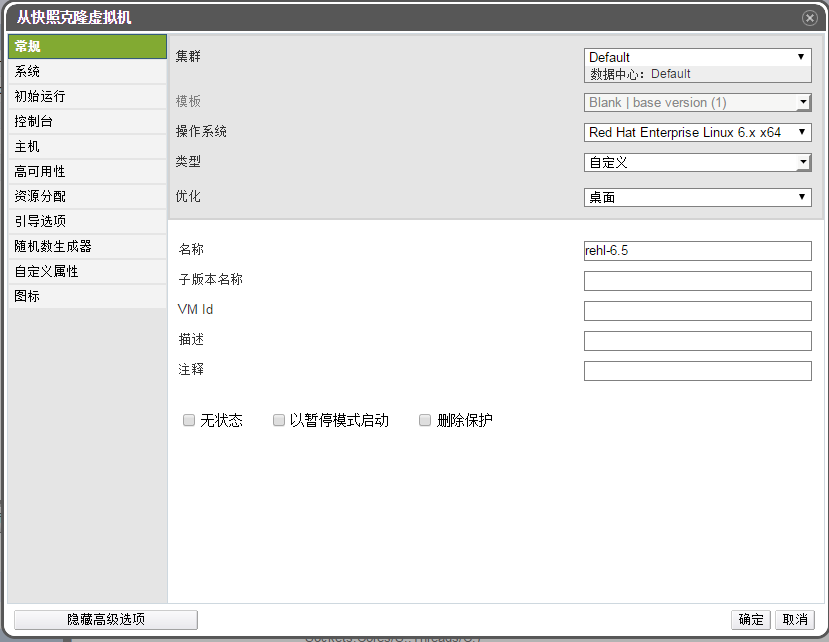 从快照克隆虚拟机
常规
系统
初始运行
控制台
主机
高可用性
资源分配
引导选项
随机数生成器
自定义属性
图标
集群
Default
数据中心：Default
模板
Blank | base version (1)
操作系统
Red Hat Enterprise Linux 6.x x64
类型
自定义
优化
桌面
名称
rehl-6.5
子版本名称
VM Id
描述
注释
无状态
以暂停模式启动
删除保护
隐藏高级选项
确定
取消